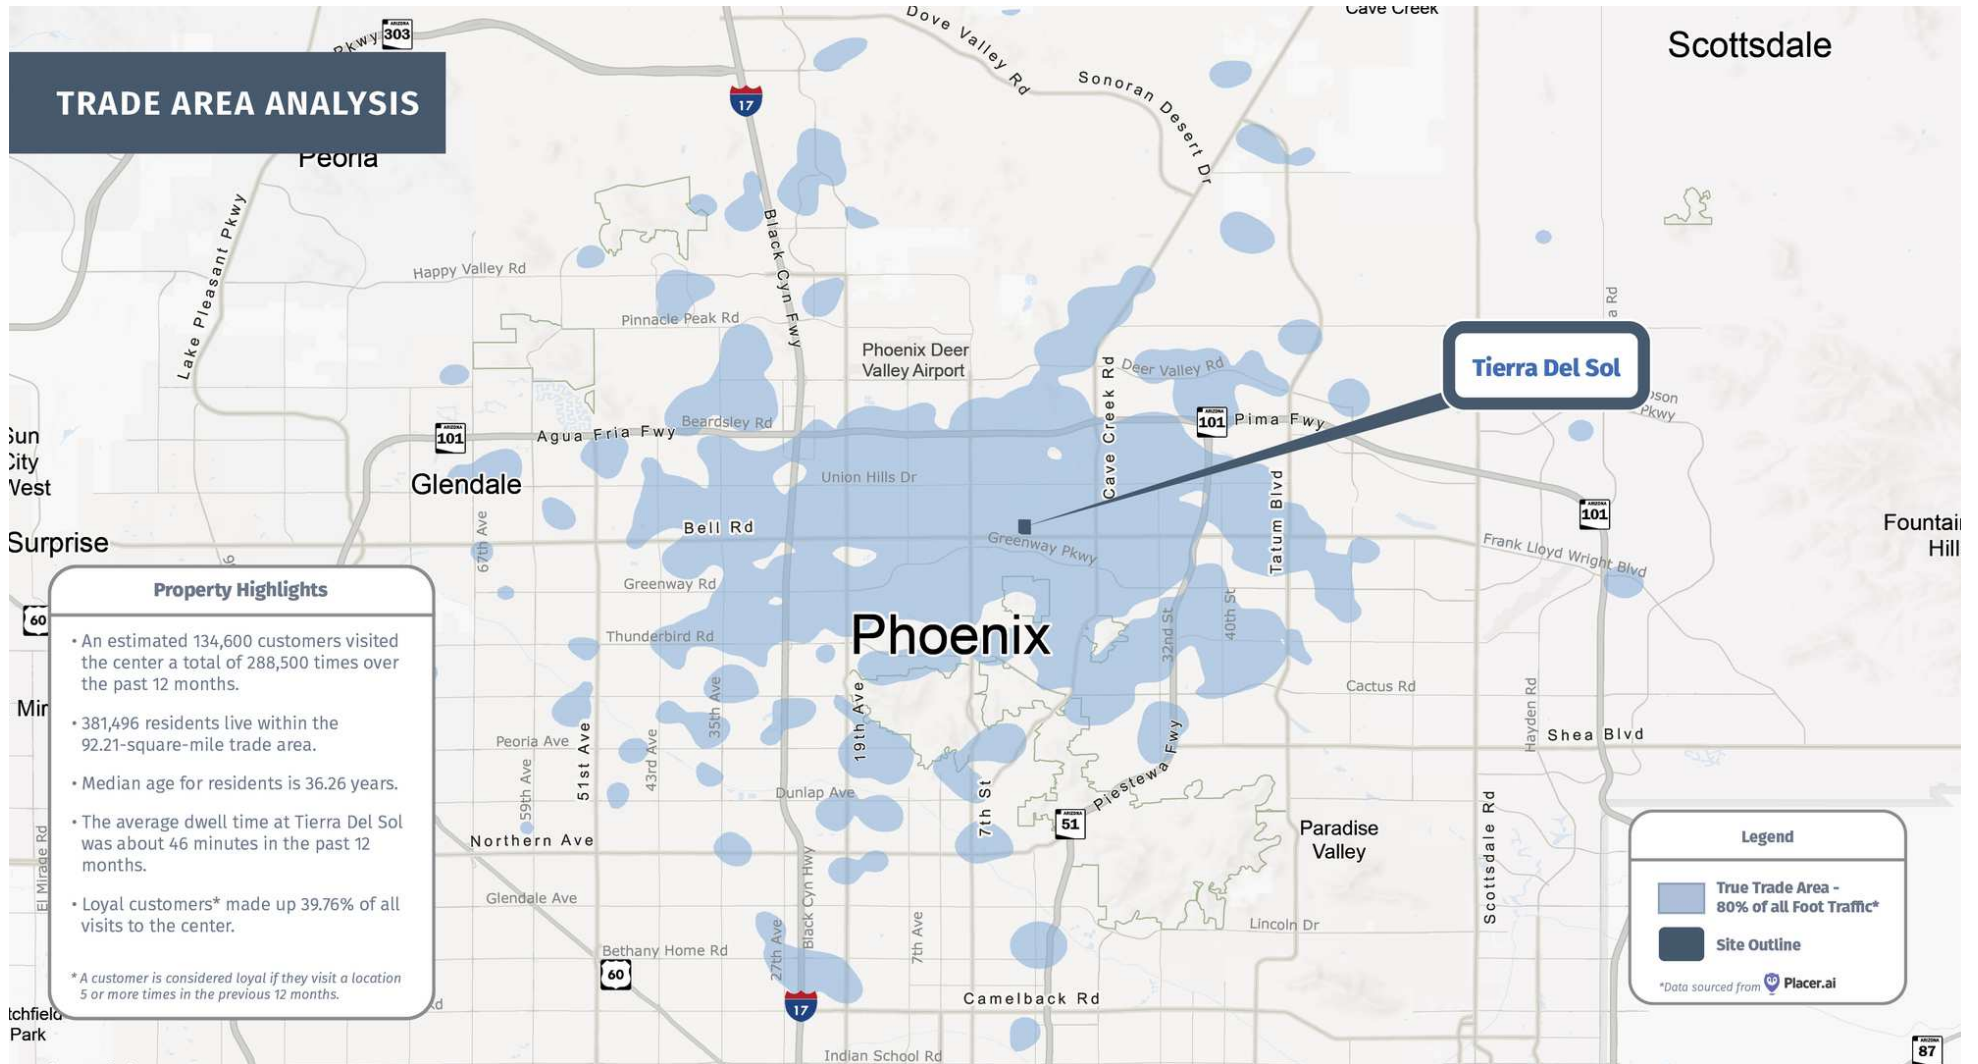 TRADE AREA ANALYSIS
Pkwy
303
Peoria
Lake Pleasant Pkwy
17
Dove Valley Rd
Sonoran Desert Dr
Cave Creek
Scottsdale
Happy Valley Rd
Black Cyn Fwy
Pinnacle Peak Rd
Phoenix Deer
Valley Airport
Cave Creek Rd
Deer Valley Rd
Tierra Del Sol
Pkwy
Sun
City
West
101
Agua Fria Fwy
Beardsley Rd
101
Pima Fwy
Glendale
Union Hills Dr
Tatum Blvd
101
Surprise
67th Ave
Bell Rd
Greenway Pkwy
Frank Lloyd Wright Blvd
Fountain
Hill
Greenway Rd
Thunderbird Rd
Phoenix
32nd St
40th St
60
Property Highlights
• An estimated 134,600 customers visited
the center a total of 288,500 times over
the past 12 months.
• 381,496 residents live within the
92.21-square-mile trade area.
• Median age for residents is 36.26 years.
• The average dwell time at Tierra Del Sol
was about 46 minutes in the past 12
months.
• Loyal customers* made up 39.76% of all
visits to the center.
* A customer is considered loyal if they visit a location
5 or more times in the previous 12 months.
El Mirage Rd
Park
35th Ave
19th Ave
Cactus Rd
Hayden Rd
Peoria Ave
51st Ave
43rd Ave
59th Ave
Shea Blvd
Dunlap Ave
7th St
Piestewa Fwy
51
Northern Ave
Paradise
Valley
Scottsdale Rd
Glendale Ave
Black Cyn Hwy
Lincoln Dr
Bethany Home Rd
27th Ave
7th Ave
60
17
Camelback Rd
Indian School Rd
Legend
True Trade Area -
80% of all Foot Traffic*
Site Outline
*Data sourced from Placer.ai
87